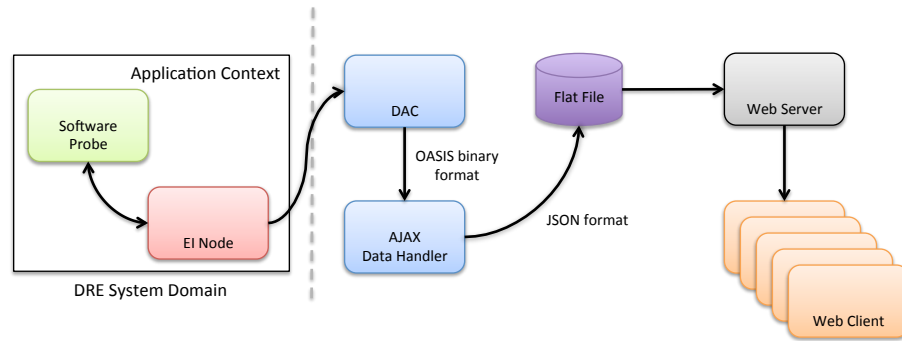 Application Context
Software
Probe
EI Node
DRE System Domain
DAC
OASIS binary
format
AJAX
Data Handler
JSON format
Flat File
Web Server
Web Client